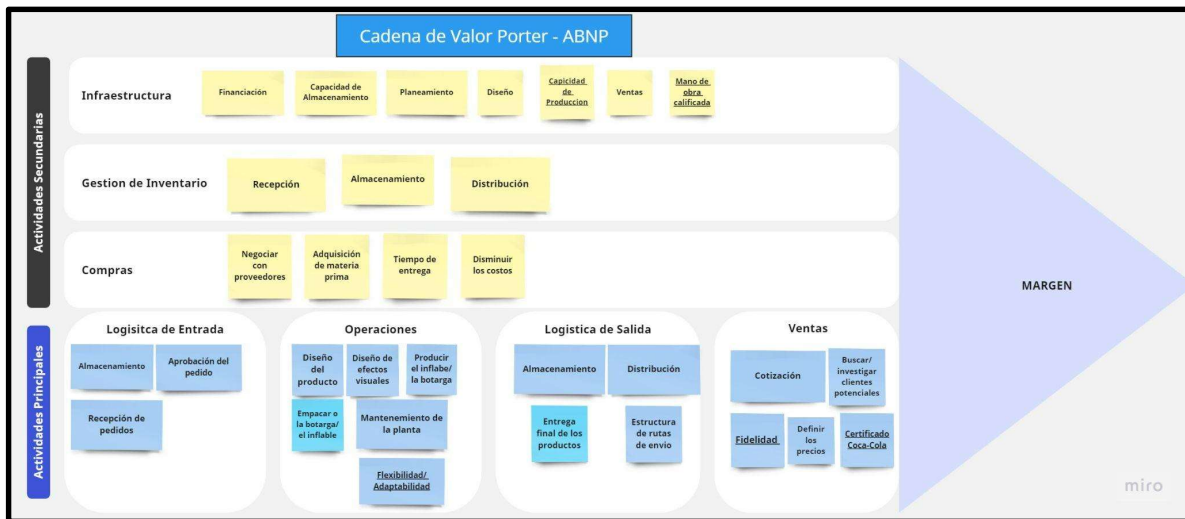 Cadena de Valor Porter - ABNP
Actividades Secundarias
Infraestructura
Financiación
Capacidad de
Almacenamiento
Planeamiento
Diseño
Capicidad
de
Produccion
Ventas
Mano de
obra
calificada
Gestion de Inventario
Recepción
Almacenamiento
Distribución
Compras
Negociar
con
proveedores
Adquisición
de materia
prima
Tiempo de
entrega
Disminuir
los costos
MARGEN
Actividades Principales
Logisitca de Entrada
Almacenamiento
Aprobación del
pedido
Recepción de
pedidos
Operaciones
Diseño
del
producto
Diseño de
efectos
visuales
Producir
el inflabe/
la botarga
Empacar o
la botarga/
el inflable
Mantenemiento de
la planta
Flexibilidad/
Adaptabilidad
Logistica de Salida
Almacenamiento
Distribución
Entrega
final de los
productos
Estructura
de rutas
de envio
Ventas
Cotización
Buscar/
investigar
clientes
potenciales
Fidelidad
Definir
los
precios
Certificado
Coca-Cola
miro